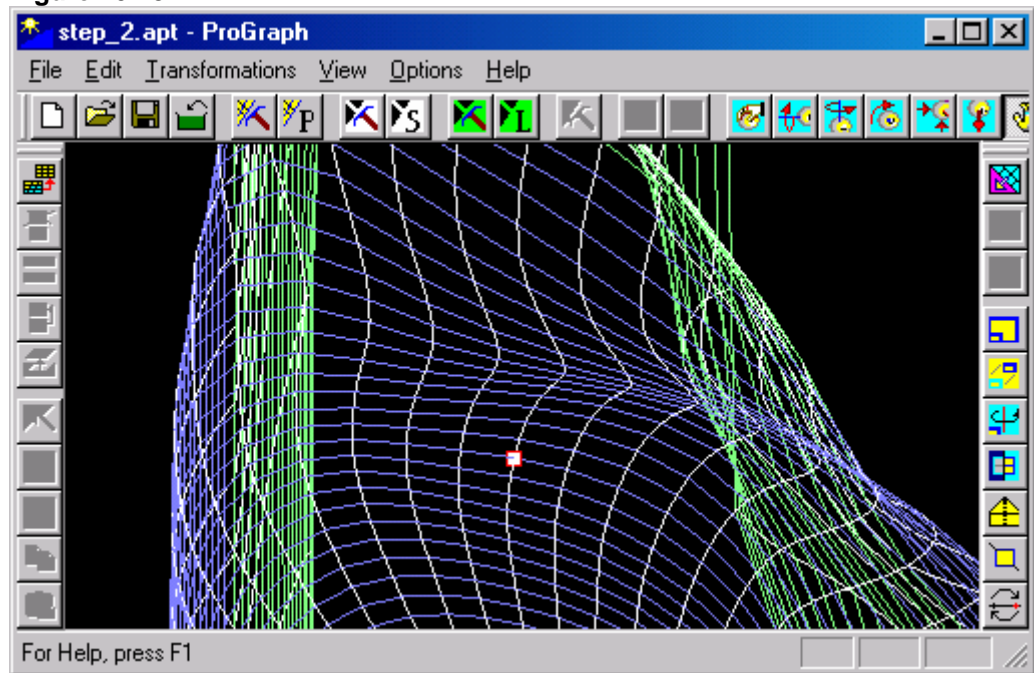 step_2.apt - ProGraph
File Edit Transformations View Options Help
P S L
For Help, press F1